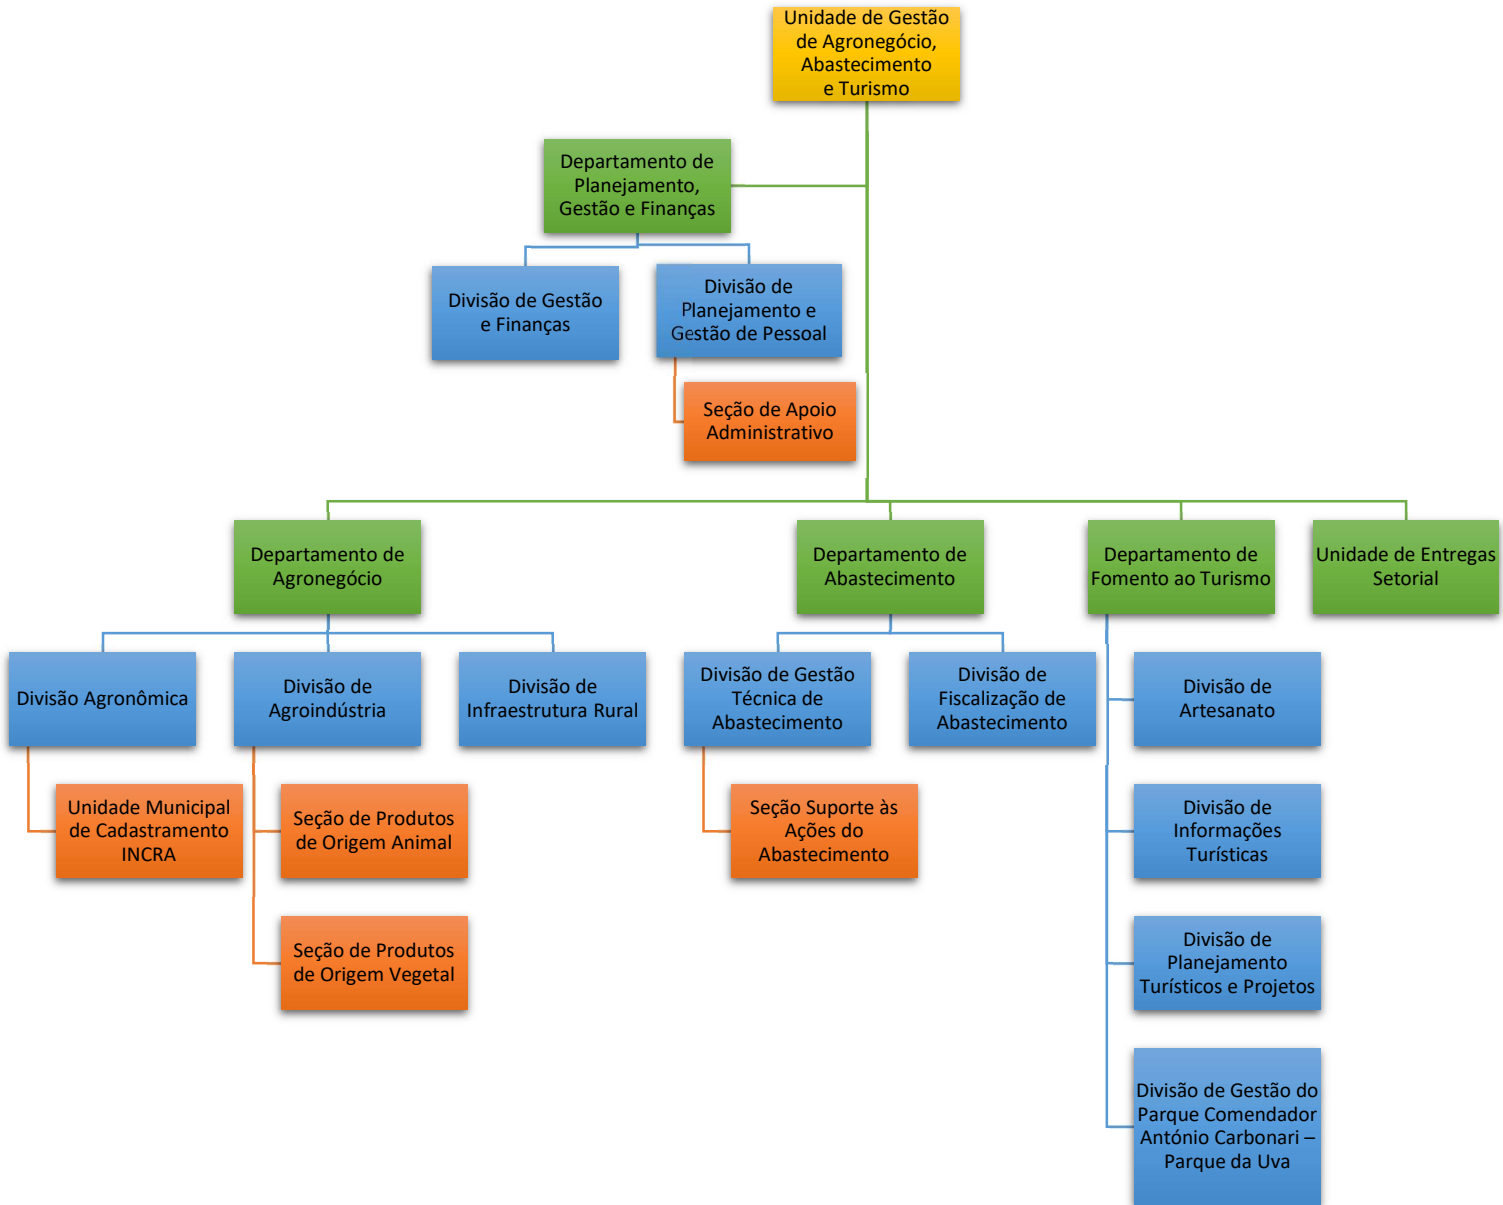 Unidade de Gestão
de Agronegócio,
Abastecimento
e Turismo
Departamento de
Planejamento,
Gestão e Finanças
Divisão de Gestão
e Finanças
Divisão de
Planejamento e
Gestão de Pessoal
Seção de Apoio
Administrativo
Departamento de
Agronegócio
Departamento de
Abastecimento
Departamento de
Fomento ao Turismo
Unidade de Entregas
Setorial
Divisão Agronômica
Divisão de
Agroindústria
Divisão de
Infraestrutura Rural
Divisão de Gestão
Técnica de
Abastecimento
Divisão de
Fiscalização de
Abastecimento
Divisão de
Artesanato
Unidade Municipal
de Cadastramento
INCRA
Seção de Produtos
de Origem Animal
Seção Suporte às
Ações do
Abastecimento
Divisão de
Informações
Turísticas
Seção de Produtos
de Origem Vegetal
Divisão de
Planejamento
Turísticos e Projetos
Divisão de Gestão do
Parque Comendador
António Carbonari –
Parque da Uva